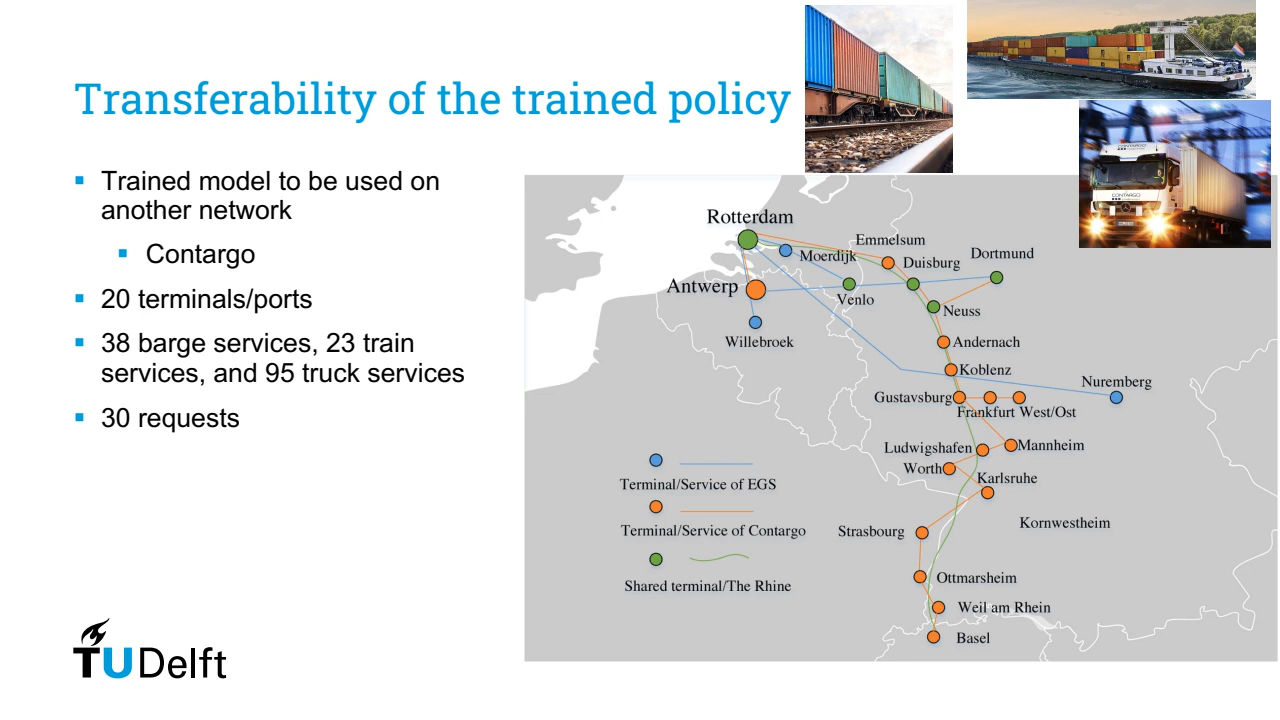 Transferability of the trained policy
Trained model to be used on
another network
Contargo
20 terminals/ports
38 barge services, 23 train
services, and 95 truck services
30 requests
CONTARGO
CONTARGO
Rotterdam
Emmelsum
Moerdijk
Duisburg
Dortmund
Antwerp
Venlo
Neuss
Willebroek
Andernach
Koblenz
Nuremberg
Gustavsburg
Frankfurt West/Ost
Ludwigshafen
Mannheim
Worth
Karlsruhe
Terminal/Service of EGS
Kornwestheim
Terminal/Service of Contargo
Strasbourg
Shared terminal/The Rhine
Ottmarsheim
Weil am Rhein
Basel
TUDelft